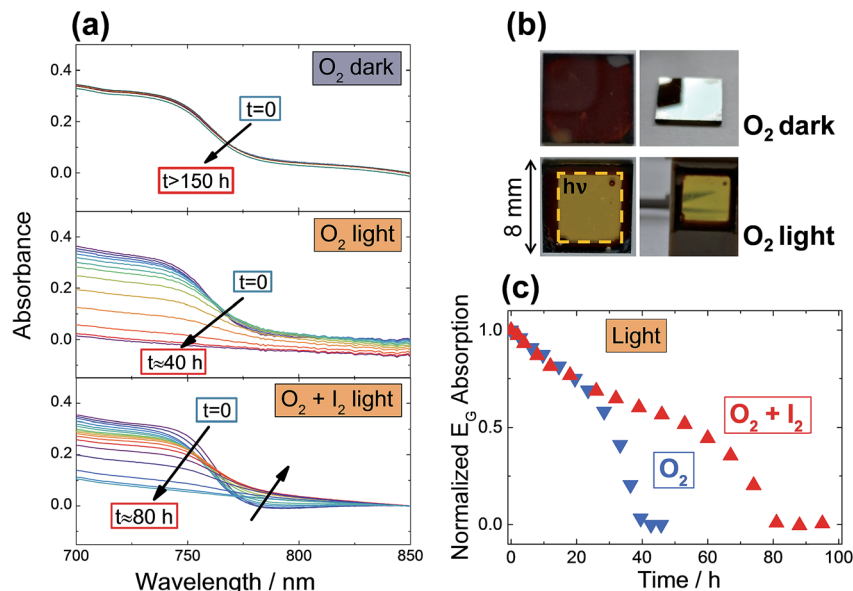 (a)
Absorbance
0.4
0.2
0.0
O2 dark
t=0
t>150 h
0.4
0.2
0.0
O2 light
t=0
t≈40 h
0.4
0.2
0.0
O2 + I2 light
t=0
t≈80 h
700 750 800 850
Wavelength / nm
(b)
O2 dark
8 mm
hν
O2 light
(c)
Normalized EG Absorption
1.0
0.5
0.0
Light
O2 + I2
O2
0 20 40 60 80 100
Time / h